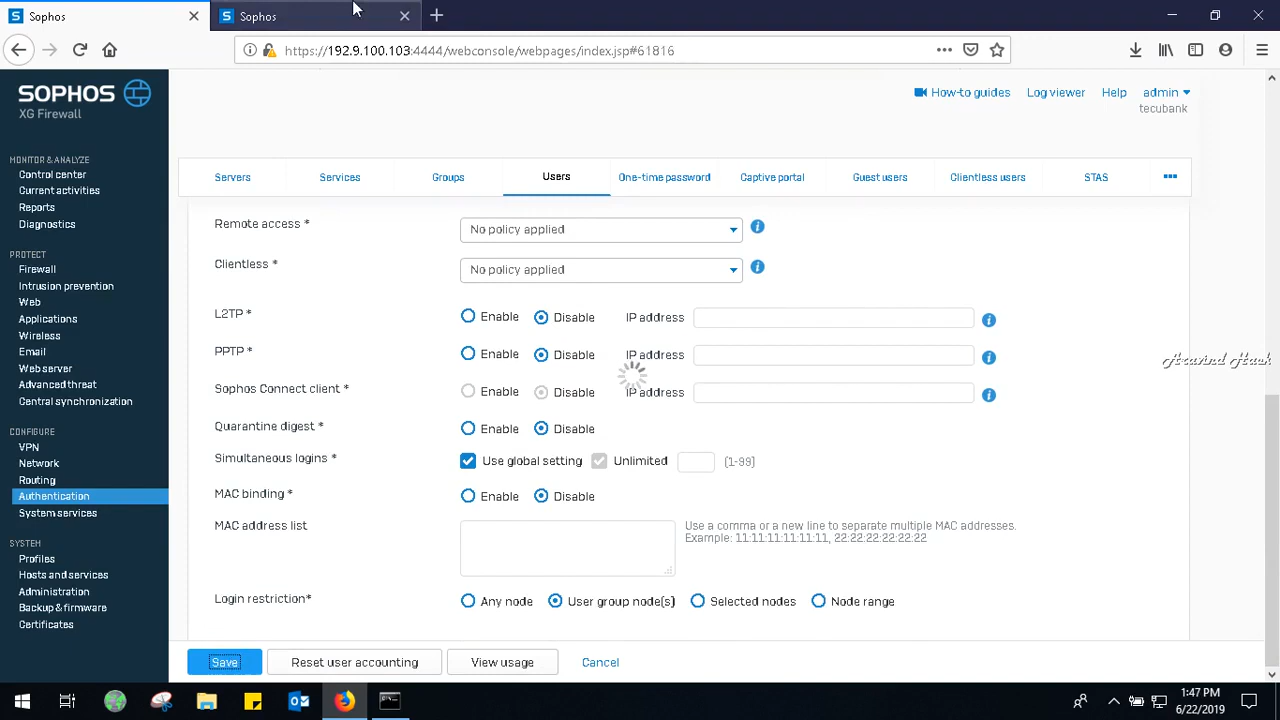 Sophos
Sophos
https://192.9.100.103:4444/webconsole/webpages/index.jsp#61816
SOPHOS
XG Firewall
How-to guides
Log viewer
Help
admin
tecubank
MONITOR & ANALYZE
Control center
Current activities
Reports
Diagnostics
PROTECT
Firewall
Intrusion prevention
Web
Applications
Wireless
Email
Web server
Advanced threat
Central synchronization
CONFIGURE
VPN
Network
Routing
Authentication
System services
SYSTEM
Profiles
Hosts and services
Administration
Backup & firmware
Certificates
Servers
Services
Groups
Users
One-time password
Captive portal
Guest users
Clientless users
STAS
Remote access *
No policy applied
Clientless *
No policy applied
L2TP * Enable Disable IP address
PPTP * Enable Disable IP address
Sophos Connect client * Enable Disable IP address
Quarantine digest * Enable Disable
Simultaneous logins * Use global setting Unlimited (1-99)
MAC binding * Enable Disable
MAC address list
Use a comma or a new line to separate multiple MAC addresses.
Example: 11:11:11:11:11:11, 22:22:22:22:22:22
Login restriction* Any node User group node(s) Selected nodes Node range
Save
Reset user accounting
View usage
Cancel
1:47 PM
6/22/2019